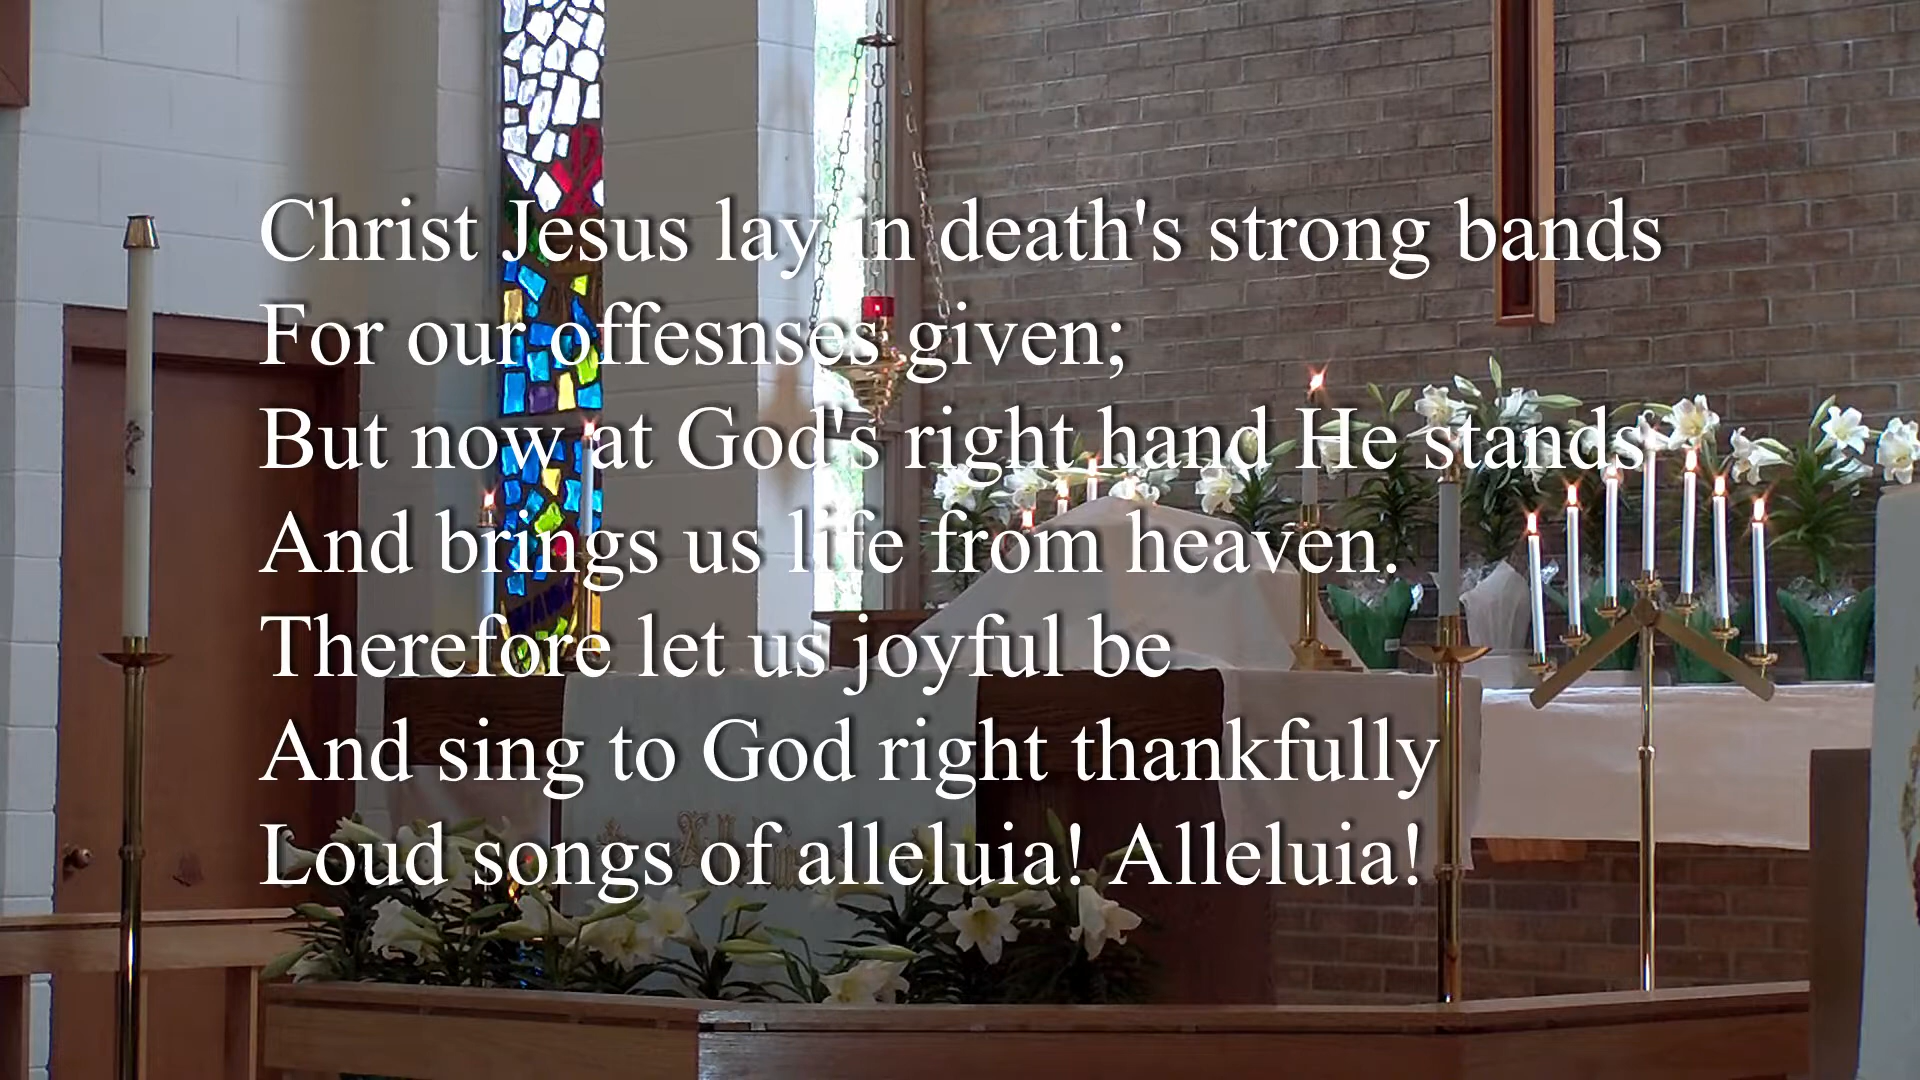 Christ Jesus lay in death's strong bands
For our offesnses given;
But now at God's right hand He stands
And brings us life from heaven.
Therefore let us joyful be
And sing to God right thankfully
Loud songs of alleluia! Alleluia!